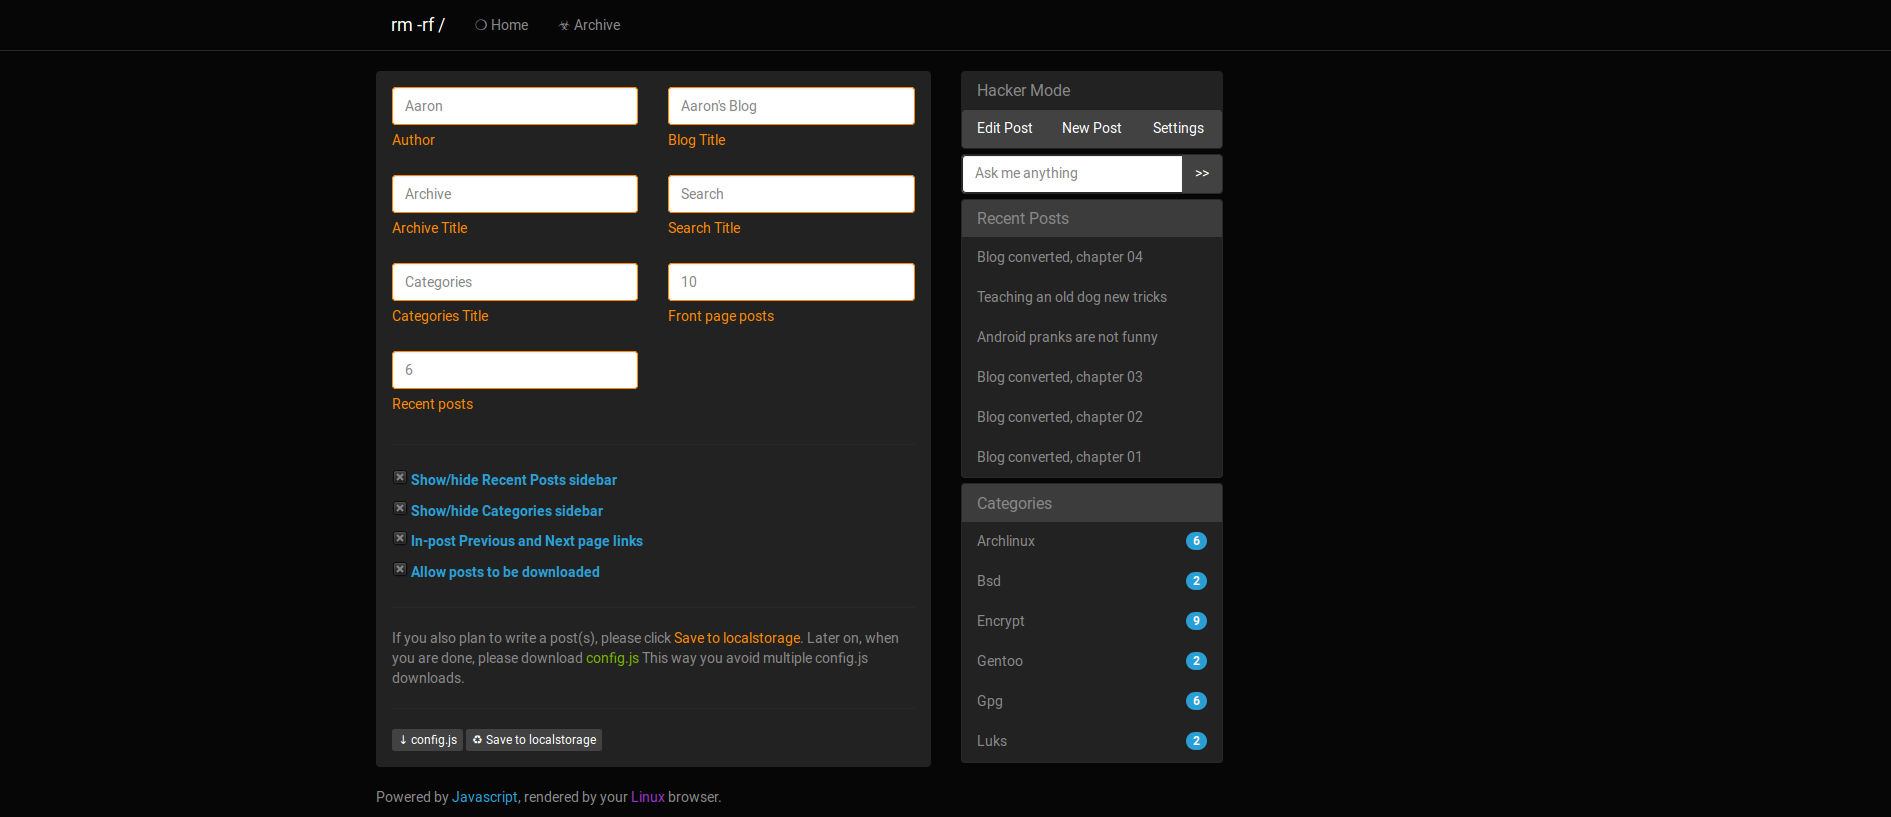 rm -rf / ❍ Home ☣ Archive
Aaron
Author
Aaron's Blog
Blog Title
Archive
Archive Title
Search
Search Title
Categories
Categories Title
10
Front page posts
6
Recent posts
Show/hide Recent Posts sidebar
Show/hide Categories sidebar
In-post Previous and Next page links
Allow posts to be downloaded
If you also plan to write a post(s), please click Save to localstorage. Later on, when
you are done, please download config.js This way you avoid multiple config.js
downloads.
↓ config.js ♻ Save to localstorage
Hacker Mode
Edit Post New Post Settings
Ask me anything >>
Recent Posts
Blog converted, chapter 04
Teaching an old dog new tricks
Android pranks are not funny
Blog converted, chapter 03
Blog converted, chapter 02
Blog converted, chapter 01
Categories
Archlinux 6
Bsd 2
Encrypt 9
Gentoo 2
Gpg 6
Luks 2
Powered by Javascript, rendered by your Linux browser.